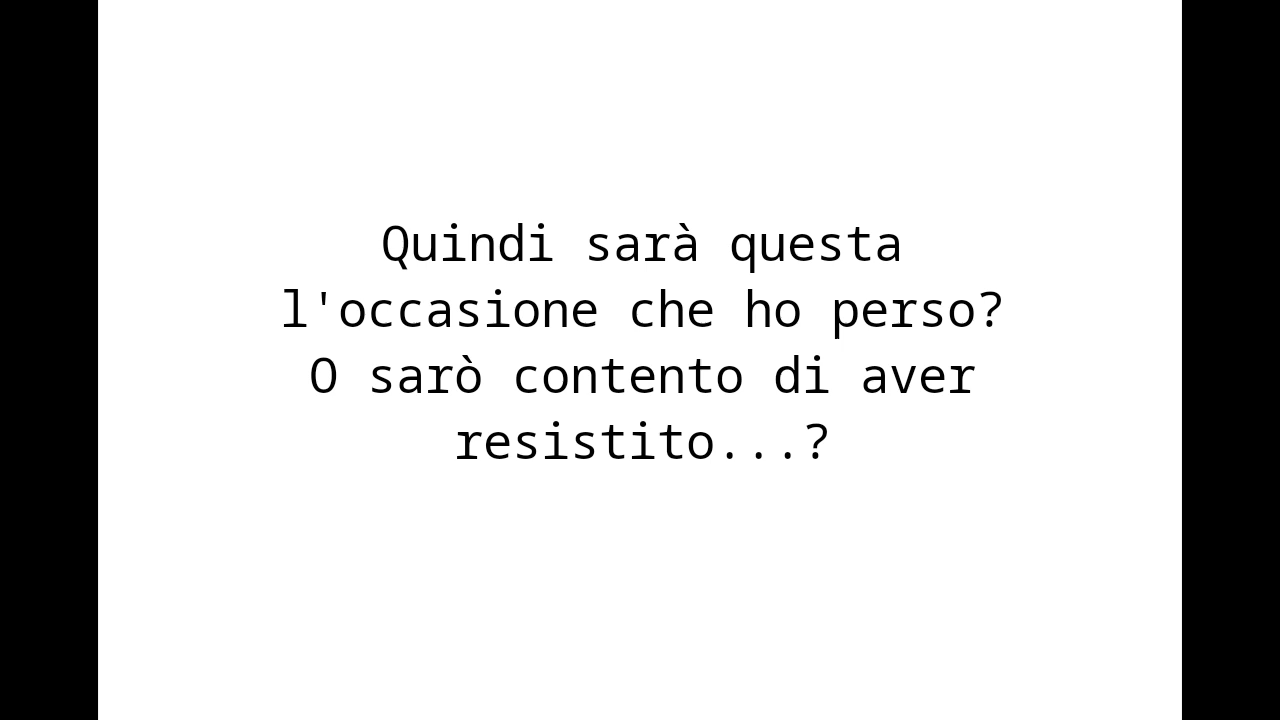 Quindi sarà questa
l'occasione che ho perso?
O sarò contento di aver
resistito...?